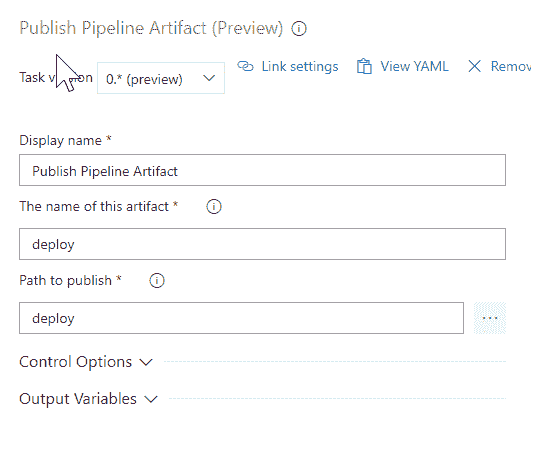 Publish Pipeline Artifact (Preview)
Task v on 0.* (preview) Link settings View YAML Remov
Display name *
Publish Pipeline Artifact
The name of this artifact *
deploy
Path to publish *
deploy
...
Control Options
Output Variables